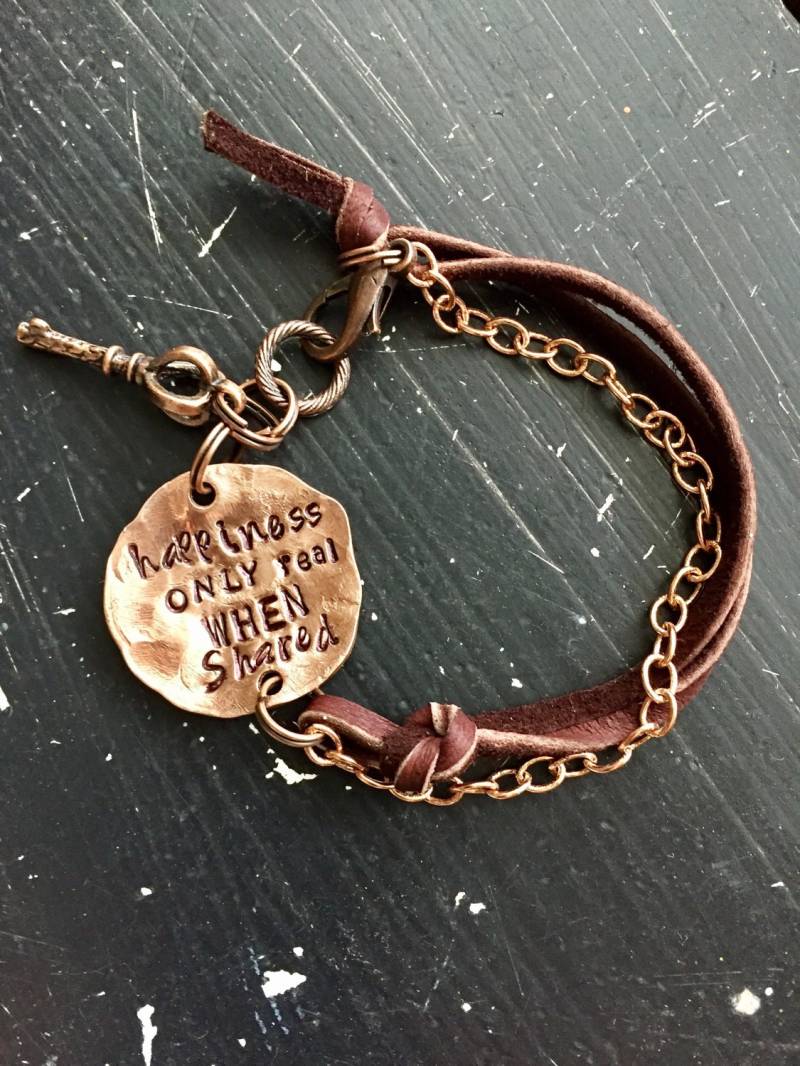 happiness
ONLY real
WHEN
Shared